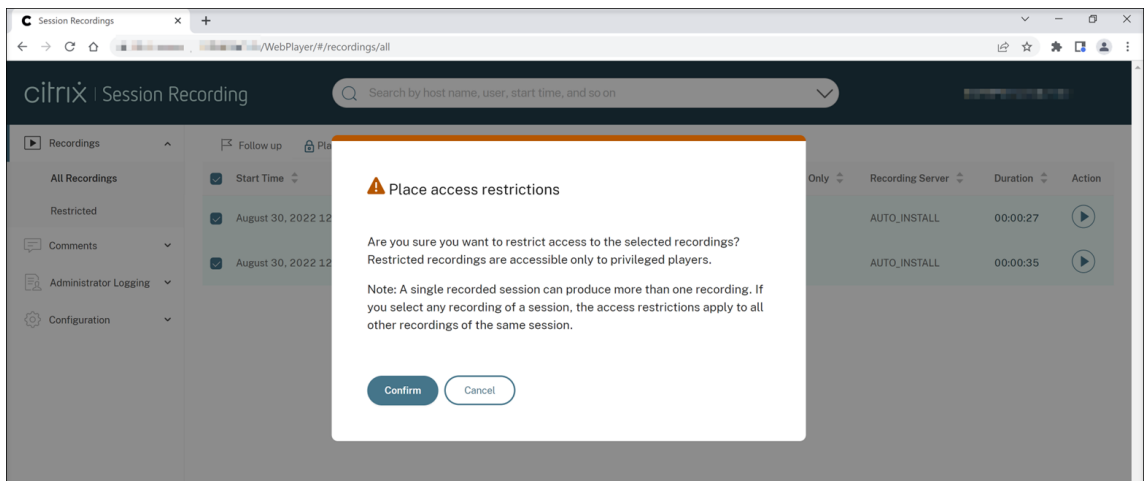 Session Recordings
/WebPlayer/#/recordings/all
citrix | Session Recording
Search by host name, user, start time, and so on
Recordings
All Recordings
Restricted
Comments
Administrator Logging
Configuration
Follow up
Pla
Start Time
Only
Recording Server
Duration
Action
August 30, 2022 12
AUTO_INSTALL
00:00:27
August 30, 2022 12
AUTO_INSTALL
00:00:35
Place access restrictions
Are you sure you want to restrict access to the selected recordings?
Restricted recordings are accessible only to privileged players.
Note: A single recorded session can produce more than one recording. If
you select any recording of a session, the access restrictions apply to all
other recordings of the same session.
Confirm
Cancel